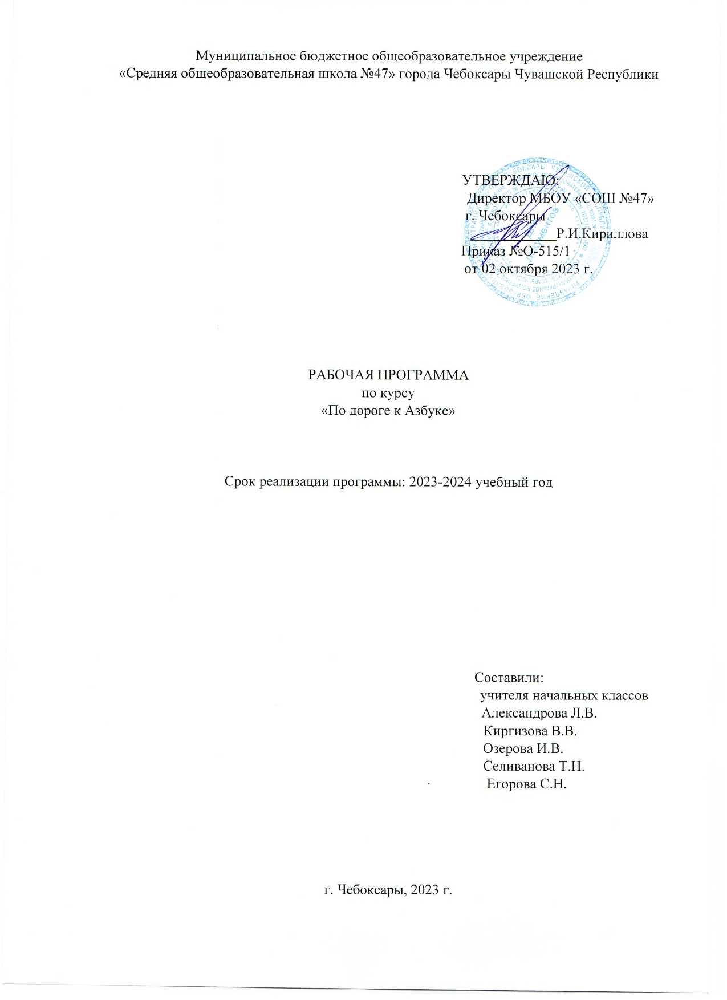 Муниципальное бюджетное общеобразовательное учреждение
«Средняя общеобразовательная школа №47» города Чебоксары Чувашской Республики
УТВЕРЖДАЮ:
Директор МБОУ «СОШ №47»
г. Чебоксары
____________Р.И.Кириллова
Приказ №О-515/1
от 02 октября 2023 г.
документов
РАБОЧАЯ ПРОГРАММА
по курсу
«По дороге к Азбуке»
Срок реализации программы: 2023-2024 учебный год
Составили:
учителя начальных классов
Александрова Л.В.
Киргизова В.В.
Озерова И.В.
Селиванова Т.Н.
Егорова С.Н.
г. Чебоксары, 2023 г.